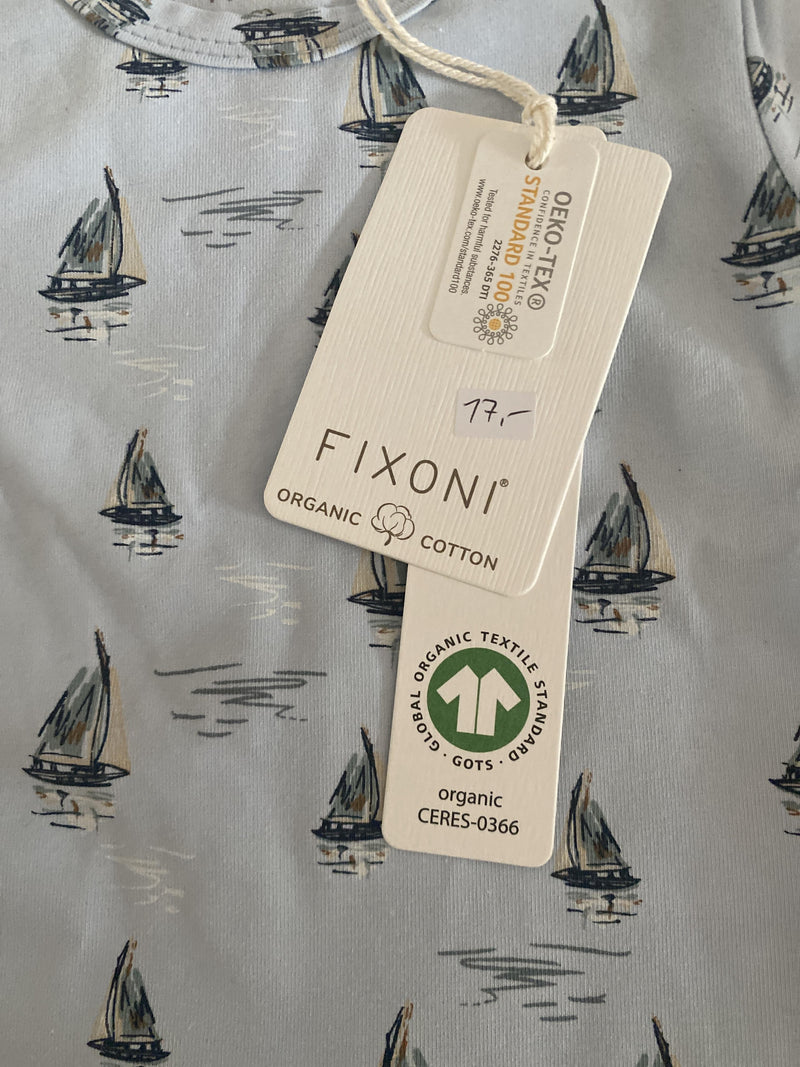 OEKO-TEX®
CONFIDENCE IN TEXTILES
STANDARD 100
2276-365 DTI
Tested for harmful substances.
www.oeko-tex.com/standard100
17,-
FIXONI®
ORGANIC COTTON
GLOBAL ORGANIC TEXTILE STANDARD · GOTS ·
organic
CERES-0366